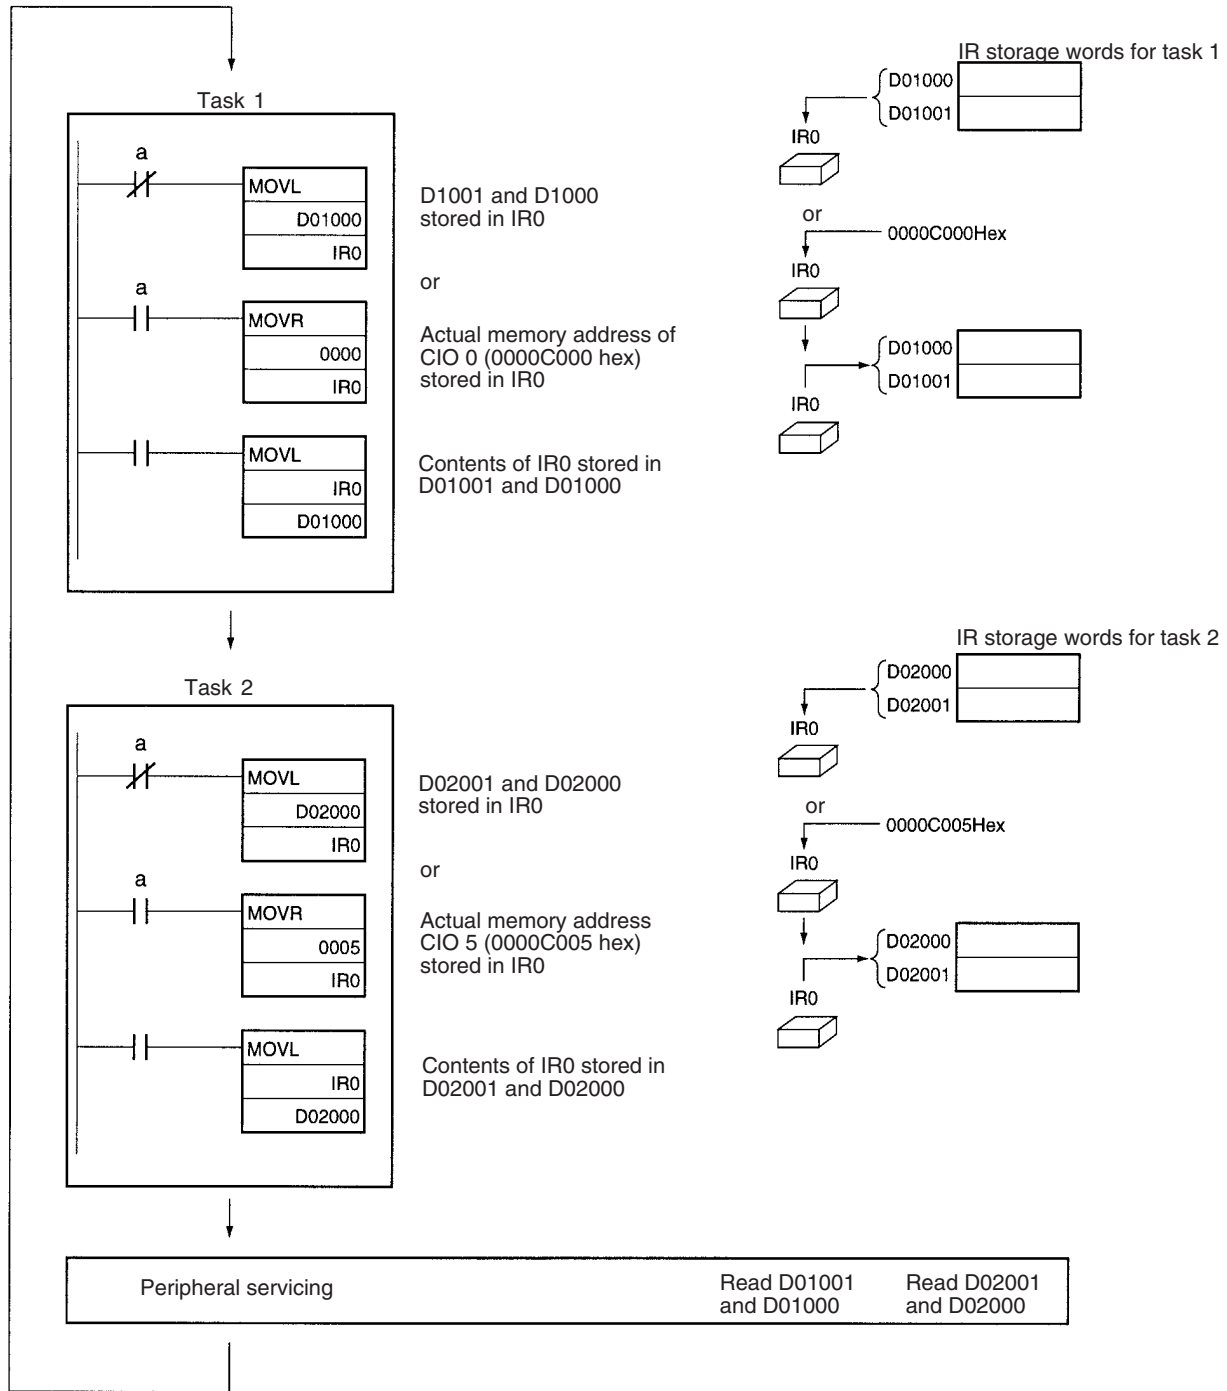 IR storage words for task 1
D01000
D01001
IR0
Task 1
a
MOVL
D01000
IR0
D1001 and D1000
stored in IR0
or
0000C000Hex
IR0
or
a
MOVR
0000
IR0
Actual memory address of
CIO 0 (0000C000 hex)
stored in IR0
D01000
D01001
IR0
MOVL
IR0
D01000
Contents of IR0 stored in
D01001 and D01000
IR storage words for task 2
D02000
D02001
IR0
Task 2
a
MOVL
D02000
IR0
D02001 and D02000
stored in IR0
or
0000C005Hex
IR0
or
a
MOVR
0005
IR0
Actual memory address
CIO 5 (0000C005 hex)
stored in IR0
D02000
D02001
IR0
MOVL
IR0
D02000
Contents of IR0 stored in
D02001 and D02000
Peripheral servicing
Read D01001
and D01000
Read D02001
and D02000